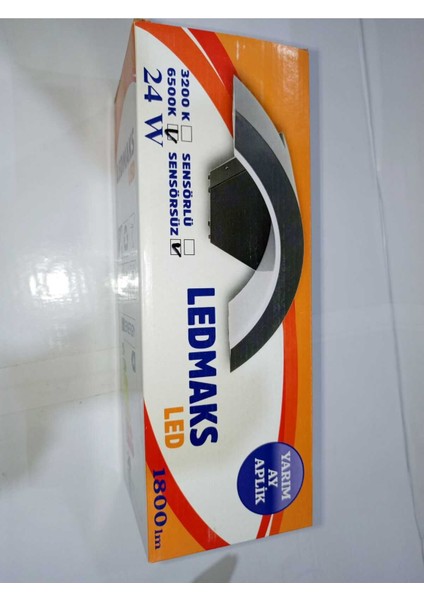 YARIM
AY
APLİK
3200 K
6500K
SENSÖRLÜ
SENSÖRSÜZ
24 W
LEDMAKS
LED
1800 lm